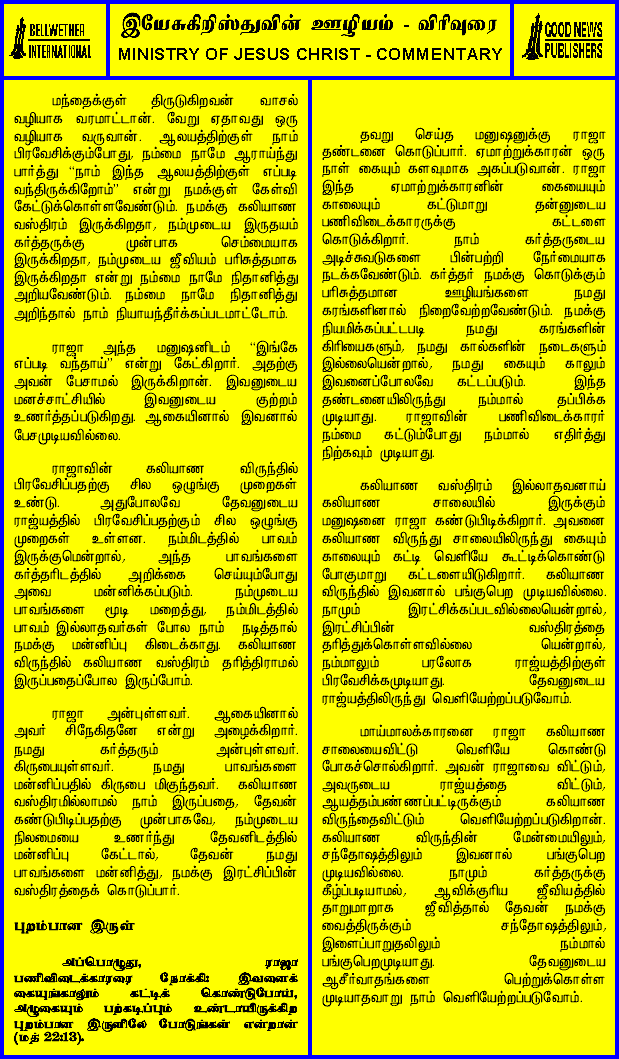 BELLWETHER
INTERNATIONAL
இயேசுகிறிஸ்துவின் ஊழியம் - விரிவுரை
MINISTRY OF JESUS CHRIST - COMMENTARY
GOOD NEWS
PUBLISHERS
மந்தைக்குள் திருடுகிறவன் வாசல்
வழியாக வரமாட்டான். வேறு ஏதாவது ஒரு
வழியாக வருவான். ஆலயத்திற்குள் நாம்
பிரவேசிக்கும்போது, நம்மை நாமே ஆராய்ந்து
பார்த்து “நாம் இந்த ஆலயத்திற்குள் எப்படி
வந்திருக்கிறோம்” என்று நமக்குள் கேள்வி
கேட்டுக்கொள்ளவேண்டும். நமக்கு கலியாண
வஸ்திரம் இருக்கிறதா, நம்முடைய இருதயம்
கர்த்தருக்கு முன்பாக செம்மையாக
இருக்கிறதா, நம்முடைய ஜீவியம் பரிசுத்தமாக
இருக்கிறதா என்று நம்மை நாமே நிதானித்து
அறியவேண்டும். நம்மை நாமே நிதானித்து
அறிந்தால் நாம் நியாயந்தீர்க்கப்படமாட்டோம்.
ராஜா அந்த மனுஷனிடம் “இங்கே
எப்படி வந்தாய்” என்று கேட்கிறார். அதற்கு
அவன் பேசாமல் இருக்கிறான். இவனுடைய
மனச்சாட்சியில் இவனுடைய குற்றம்
உணர்த்தப்படுகிறது. ஆகையினால் இவனால்
பேசமுடியவில்லை.
ராஜாவின் கலியாண விருந்தில்
பிரவேசிப்பதற்கு சில ஒழுங்கு முறைகள்
உண்டு. அதுபோலவே தேவனுடைய
ராஜ்யத்தில் பிரவேசிப்பதற்கும் சில ஒழுங்கு
முறைகள் உள்ளன. நம்மிடத்தில் பாவம்
இருக்குமென்றால், அந்த பாவங்களை
கர்த்தரிடத்தில் அறிக்கை செய்யும்போது
அவை மன்னிக்கப்படும். நம்முடைய
பாவங்களை மூடி மறைத்து, நம்மிடத்தில்
பாவம் இல்லாதவர்கள் போல நாம் நடித்தால்
நமக்கு மன்னிப்பு கிடைக்காது. கலியாண
விருந்தில் கலியாண வஸ்திரம் தரித்திராமல்
இருப்பதைப்போல இருப்போம்.
ராஜா அன்புள்ளவர். ஆகையினால்
அவர் சிநேகிதனே என்று அழைக்கிறார்.
நமது கர்த்தரும் அன்புள்ளவர்.
கிருபையுள்ளவர். நமது பாவங்களை
மன்னிப்பதில் கிருபை மிகுந்தவர். கலியாண
வஸ்திரமில்லாமல் நாம் இருப்பதை, தேவன்
கண்டுபிடிப்பதற்கு முன்பாகவே, நம்முடைய
நிலமையை உணர்ந்து தேவனிடத்தில்
மன்னிப்பு கேட்டால், தேவன் நமது
பாவங்களை மன்னித்து, நமக்கு இரட்சிப்பின்
வஸ்திரத்தைக் கொடுப்பார்.
புறம்பான இருள்
அப்பொழுது, ராஜா
பணிவிடைக்காரரை நோக்கி: இவனைக்
கையுங்காலும் கட்டிக் கொண்டுபோய்,
அழுகையும் பற்கடிப்பும் உண்டாயிருக்கிற
புறம்பான இருளிலே போடுங்கள் என்றான்
(மத் 22:13).
தவறு செய்த மனுஷனுக்கு ராஜா
தண்டனை கொடுப்பார். ஏமாற்றுக்காரன் ஒரு
நாள் கையும் களவுமாக அகப்படுவான். ராஜா
இந்த ஏமாற்றுக்காரனின் கையையும்
காலையும் கட்டுமாறு தன்னுடைய
பணிவிடைக்காரருக்கு கட்டளை
கொடுக்கிறார். நாம் கர்த்தருடைய
அடிச்சுவடுகளை பின்பற்றி நேர்மையாக
நடக்கவேண்டும். கர்த்தர் நமக்கு கொடுக்கும்
பரிசுத்தமான ஊழியங்களை நமது
கரங்களினால் நிறைவேற்றவேண்டும். நமக்கு
நியமிக்கப்பட்டபடி நமது கரங்களின்
கிரியைகளும், நமது கால்களின் நடைகளும்
இல்லையென்றால், நமது கையும் காலும்
இவனைப்போலவே கட்டப்படும். இந்த
தண்டனையிலிருந்து நம்மால் தப்பிக்க
முடியாது. ராஜாவின் பணிவிடைக்காரர்
நம்மை கட்டும்போது நம்மால் எதிர்த்து
நிற்கவும் முடியாது.
கலியாண வஸ்திரம் இல்லாதவனாய்
கலியாண சாலையில் இருக்கும்
மனுஷனை ராஜா கண்டுபிடிக்கிறார். அவனை
கலியாண விருந்து சாலையிலிருந்து கையும்
காலையும் கட்டி வெளியே கூட்டிக்கொண்டு
போகுமாறு கட்டளையிடுகிறார். கலியாண
விருந்தில் இவனால் பங்குபெற முடியவில்லை.
நாமும் இரட்சிக்கப்படவில்லையென்றால்,
இரட்சிப்பின் வஸ்திரத்தை
தரித்துக்கொள்ளவில்லை யென்றால்,
நம்மாலும் பரலோக ராஜ்யத்திற்குள்
பிரவேசிக்கமுடியாது. தேவனுடைய
ராஜ்யத்திலிருந்து வெளியேற்றப்படுவோம்.
மாய்மாலக்காரனை ராஜா கலியாண
சாலையைவிட்டு வெளியே கொண்டு
போகச்சொல்கிறார். அவன் ராஜாவை விட்டும்,
அவருடைய ராஜ்யத்தை விட்டும்,
ஆயத்தம்பண்ணப்பட்டிருக்கும் கலியாண
விருந்தைவிட்டும் வெளியேற்றப்படுகிறான்.
கலியாண விருந்தின் மேன்மையிலும்,
சந்தோஷத்திலும் இவனால் பங்குபெற
முடியவில்லை. நாமும் கர்த்தருக்கு
கீழ்ப்படியாமல், ஆவிக்குரிய ஜீவியத்தில்
தாறுமாறாக ஜீவித்தால் தேவன் நமக்கு
வைத்திருக்கும் சந்தோஷத்திலும்,
இளைப்பாறுதலிலும் நம்மால்
பங்குபெறமுடியாது. தேவனுடைய
ஆசீர்வாதங்களை பெற்றுக்கொள்ள
முடியாதவாறு நாம் வெளியேற்றப்படுவோம்.